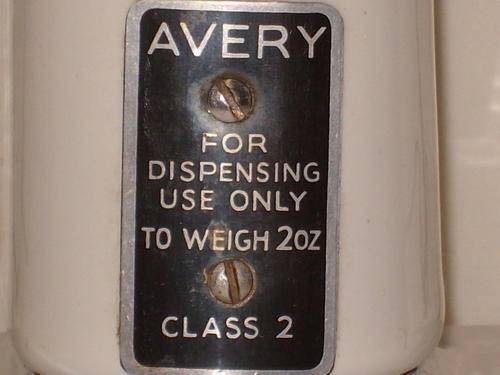 AVERY
FOR
DISPENSING
USE ONLY
TO WEIGH 2OZ
CLASS 2